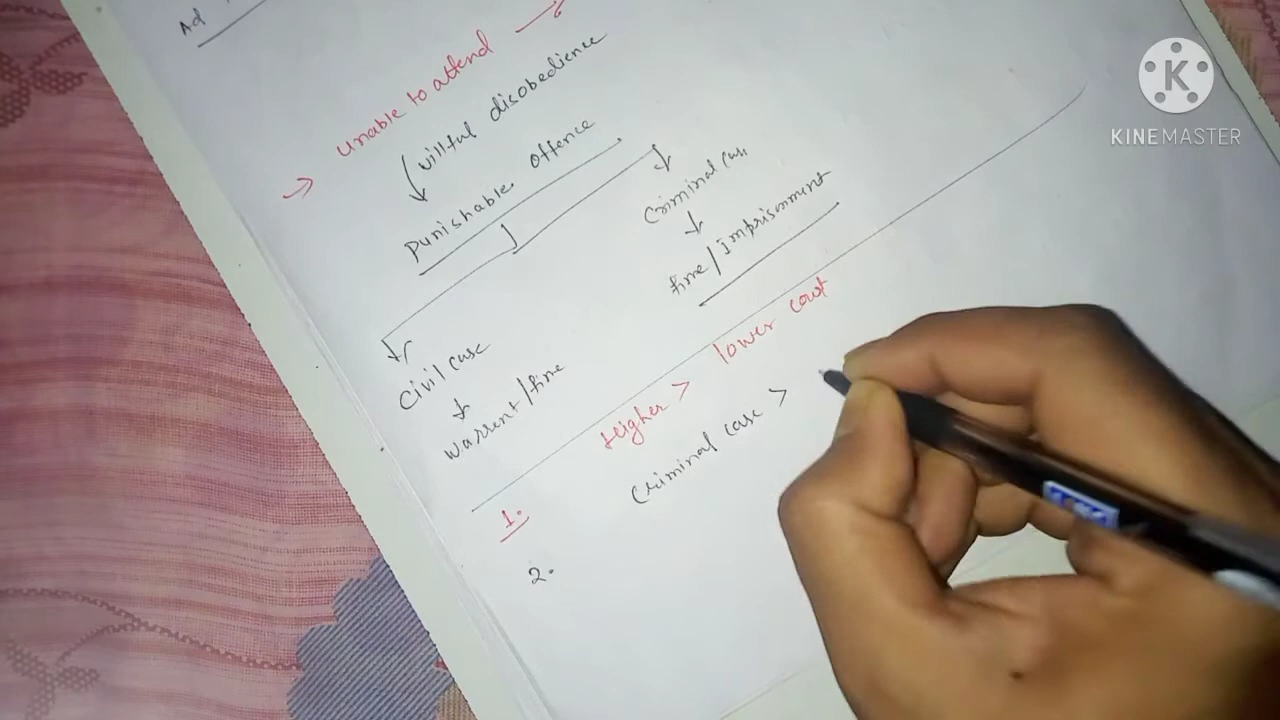 Ad
→ unable to attend →
willful disobedience
punishable offence
Civil case
↓
warrent / fine
Criminal case
↓
fine / imprisonment
1. Higher > lower court
2. Criminal case >
K
KINEMASTER